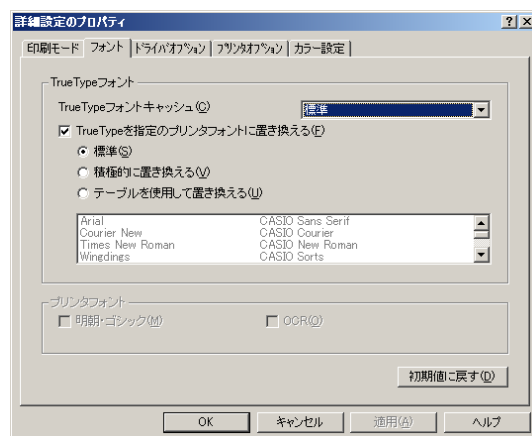 詳細設定のプロパティ
印刷モード フォント ドライバオプション プリンタオプション カラー設定
TrueTypeフォント
TrueTypeフォントキャッシュ(C) 標準
TrueTypeを指定のプリンタフォントに置き換える(F)
標準(S)
積極的に置き換える(V)
テーブルを使用して置き換える(U)
Arial CASIO Sans Serif
Courier New CASIO Courier
Times New Roman CASIO New Roman
Wingdings CASIO Sorts
プリンタフォント
明朝・ゴシック(M) OCR(O)
初期値に戻す(D)
OK キャンセル 適用(A) ヘルプ